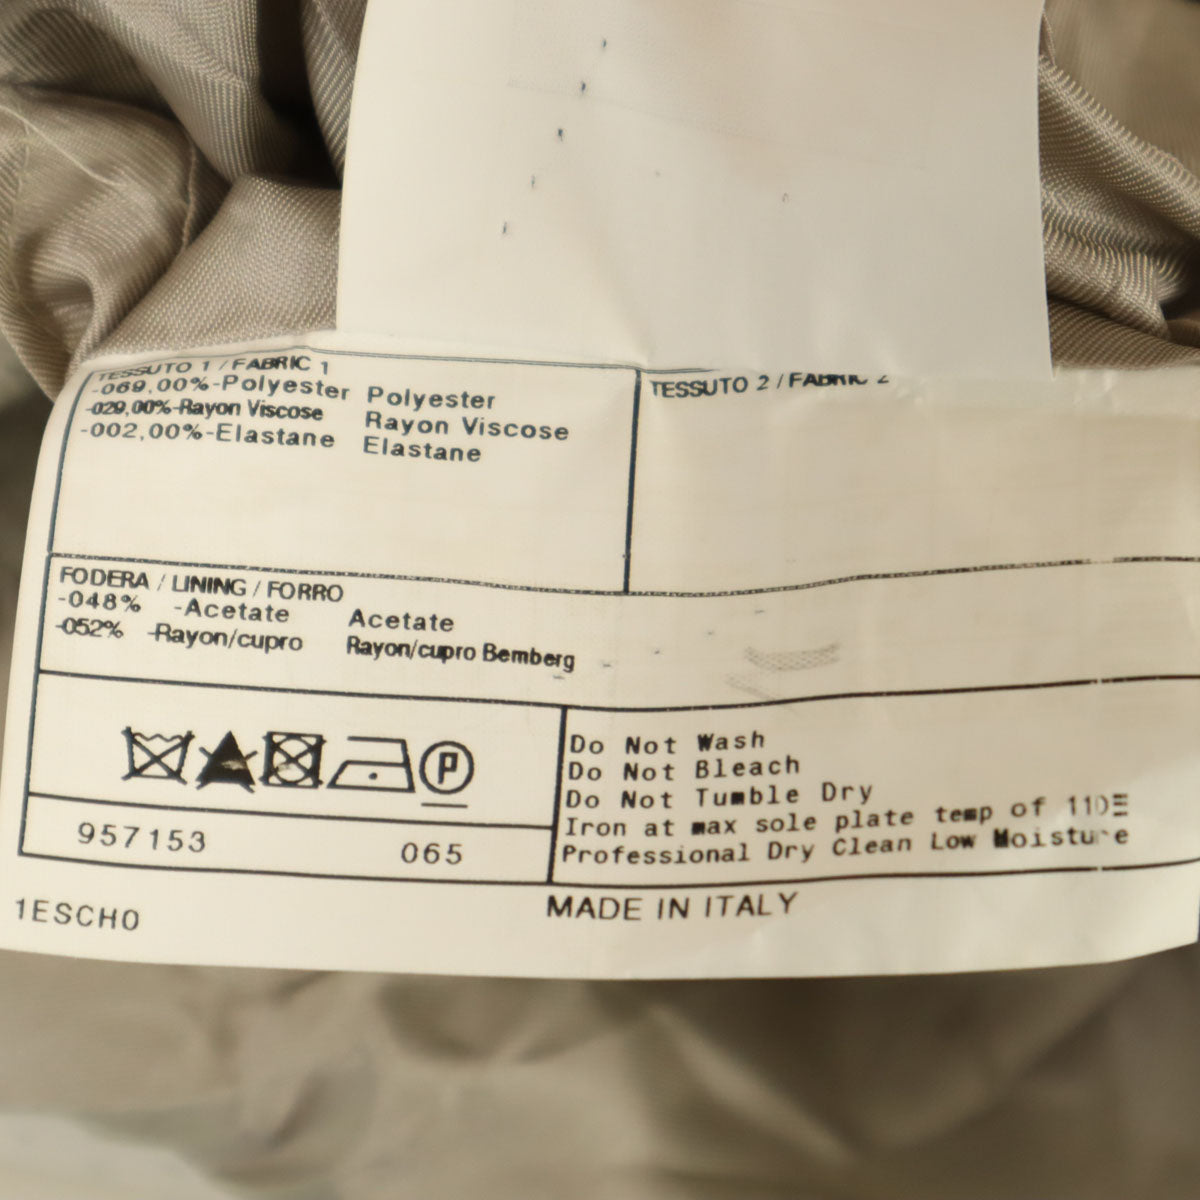 TESSUTO 1 / FABRIC 1
-069,00%-Polyester Polyester
-029,00%-Rayon Viscose Rayon Viscose
-002,00%-Elastane Elastane
TESSUTO 2 / FABRIC 2
FODERA / LINING / FORRO
-048% -Acetate Acetate
-052% -Rayon/cupro Rayon/cupro Bemberg
P
Do Not Wash
Do Not Bleach
Do Not Tumble Dry
Iron at max sole plate temp of
Professional Dry Clean Low Moisture
957153 065
1ESCH0
MADE IN ITALY